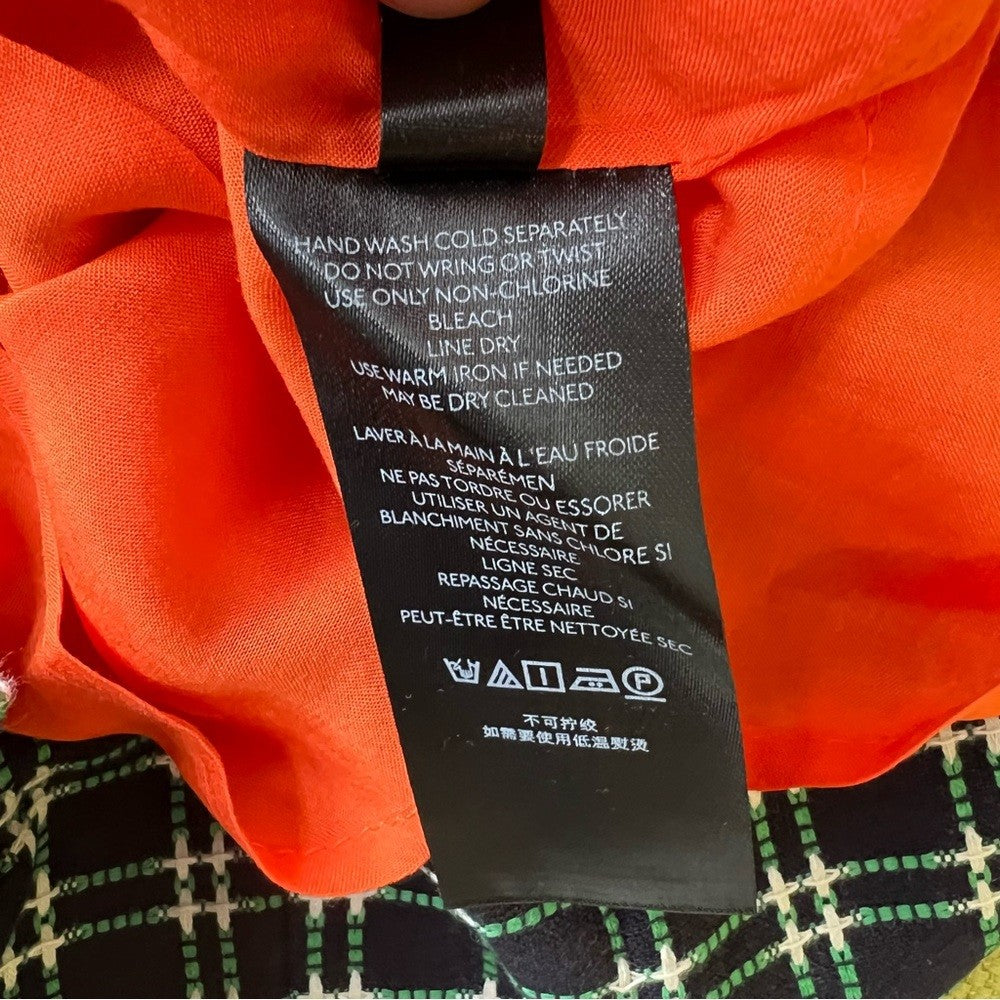 HAND WASH COLD SEPARATELY
DO NOT WRING OR TWIST
USE ONLY NON-CHLORINE
BLEACH
LINE DRY
USE WARM IRON IF NEEDED
MAY BE DRY CLEANED
LAVER À LA MAIN À L'EAU FROIDE
SÉPARÉMEN
NE PAS TORDRE OU ESSORER
UTILISER UN AGENT DE
BLANCHIMENT SANS CHLORE SI
NÉCESSAIRE
LIGNE SEC
REPASSAGE CHAUD SI
NÉCESSAIRE
PEUT-ÊTRE ÊTRE NETTOYÉE SEC
P
不可拧绞
如需要使用低温熨烫